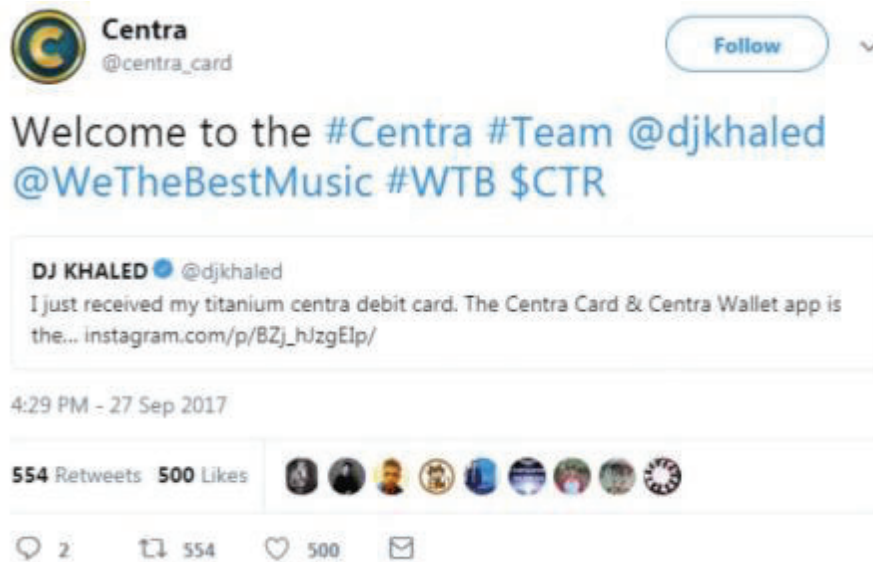 Centra
@centra_card
Follow
Welcome to the #Centra #Team @djkhaled
@WeTheBestMusic #WTB $CTR
DJ KHALED @djkhaled
I just received my titanium centra debit card. The Centra Card & Centra Wallet app is
the... instagram.com/p/BZj_hJzgEIp/
4:29 PM - 27 Sep 2017
554 Retweets 500 Likes
2 554 500